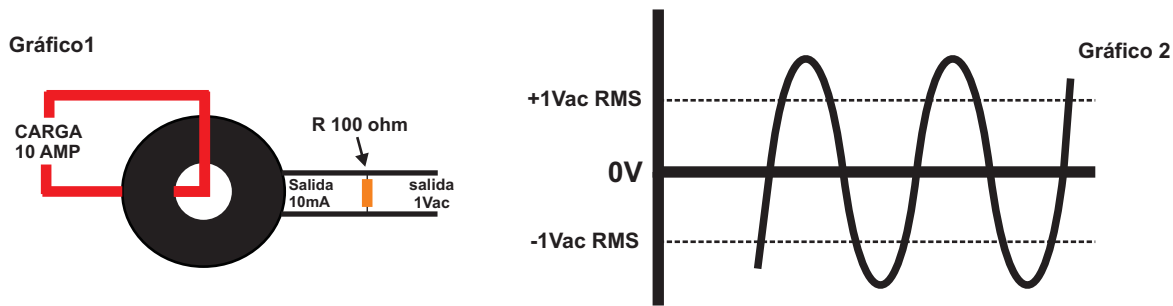 Gráfico1
CARGA
10 AMP
R 100 ohm
Salida
10mA
salida
1Vac
Gráfico 2
+1Vac RMS
0V
-1Vac RMS